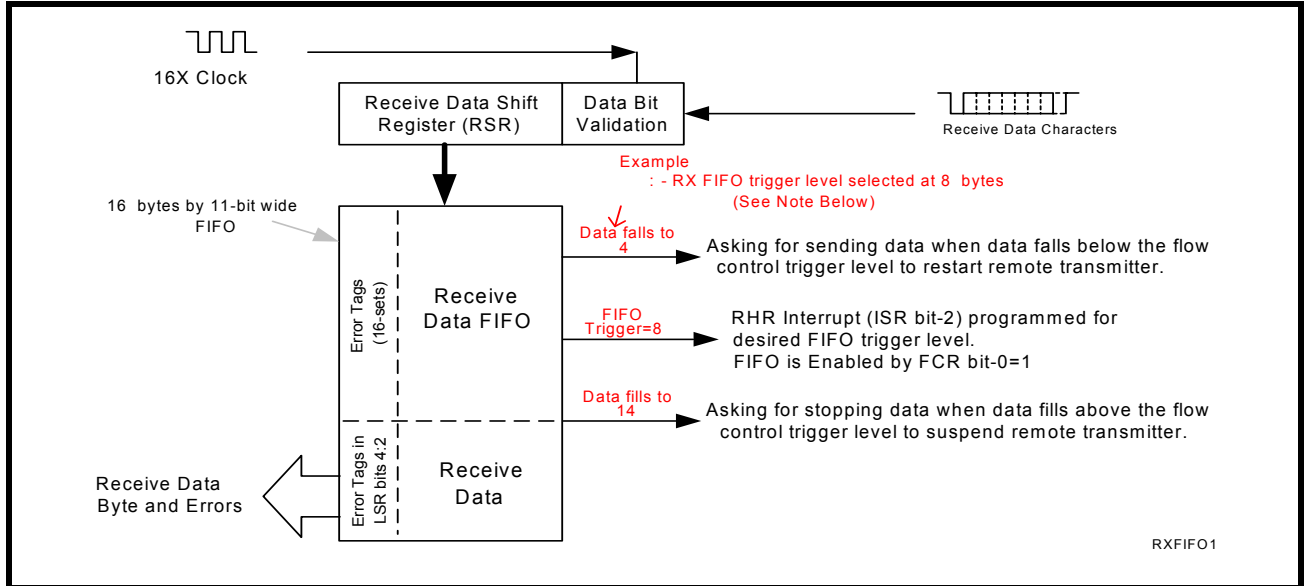 16X Clock
Receive Data Shift
Register (RSR)
Data Bit
Validation
Receive Data Characters
Example
: - RX FIFO trigger level selected at 8 bytes
(See Note Below)
16 bytes by 11-bit wide
FIFO
Data falls to
4
Asking for sending data when data falls below the flow
control trigger level to restart remote transmitter.
Error Tags
(16-sets)
Receive
Data FIFO
FIFO
Trigger=8
RHR Interrupt (ISR bit-2) programmed for
desired FIFO trigger level.
FIFO is Enabled by FCR bit-0=1
Data fills to
14
Asking for stopping data when data fills above the flow
control trigger level to suspend remote transmitter.
Error Tags in
LSR bits 4:2
Receive
Data
Receive Data
Byte and Errors
RXFIFO1